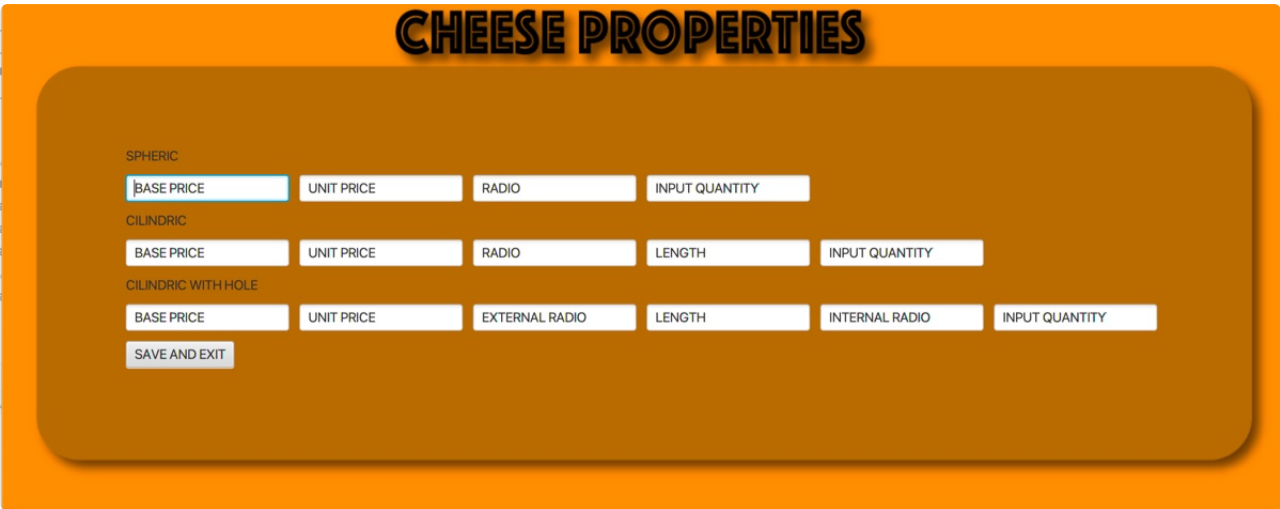 CHEESE PROPERTIES
SPHERIC
BASE PRICE UNIT PRICE RADIO INPUT QUANTITY
CILINDRIC
BASE PRICE UNIT PRICE RADIO LENGTH INPUT QUANTITY
CILINDRIC WITH HOLE
BASE PRICE UNIT PRICE EXTERNAL RADIO LENGTH INTERNAL RADIO INPUT QUANTITY
SAVE AND EXIT